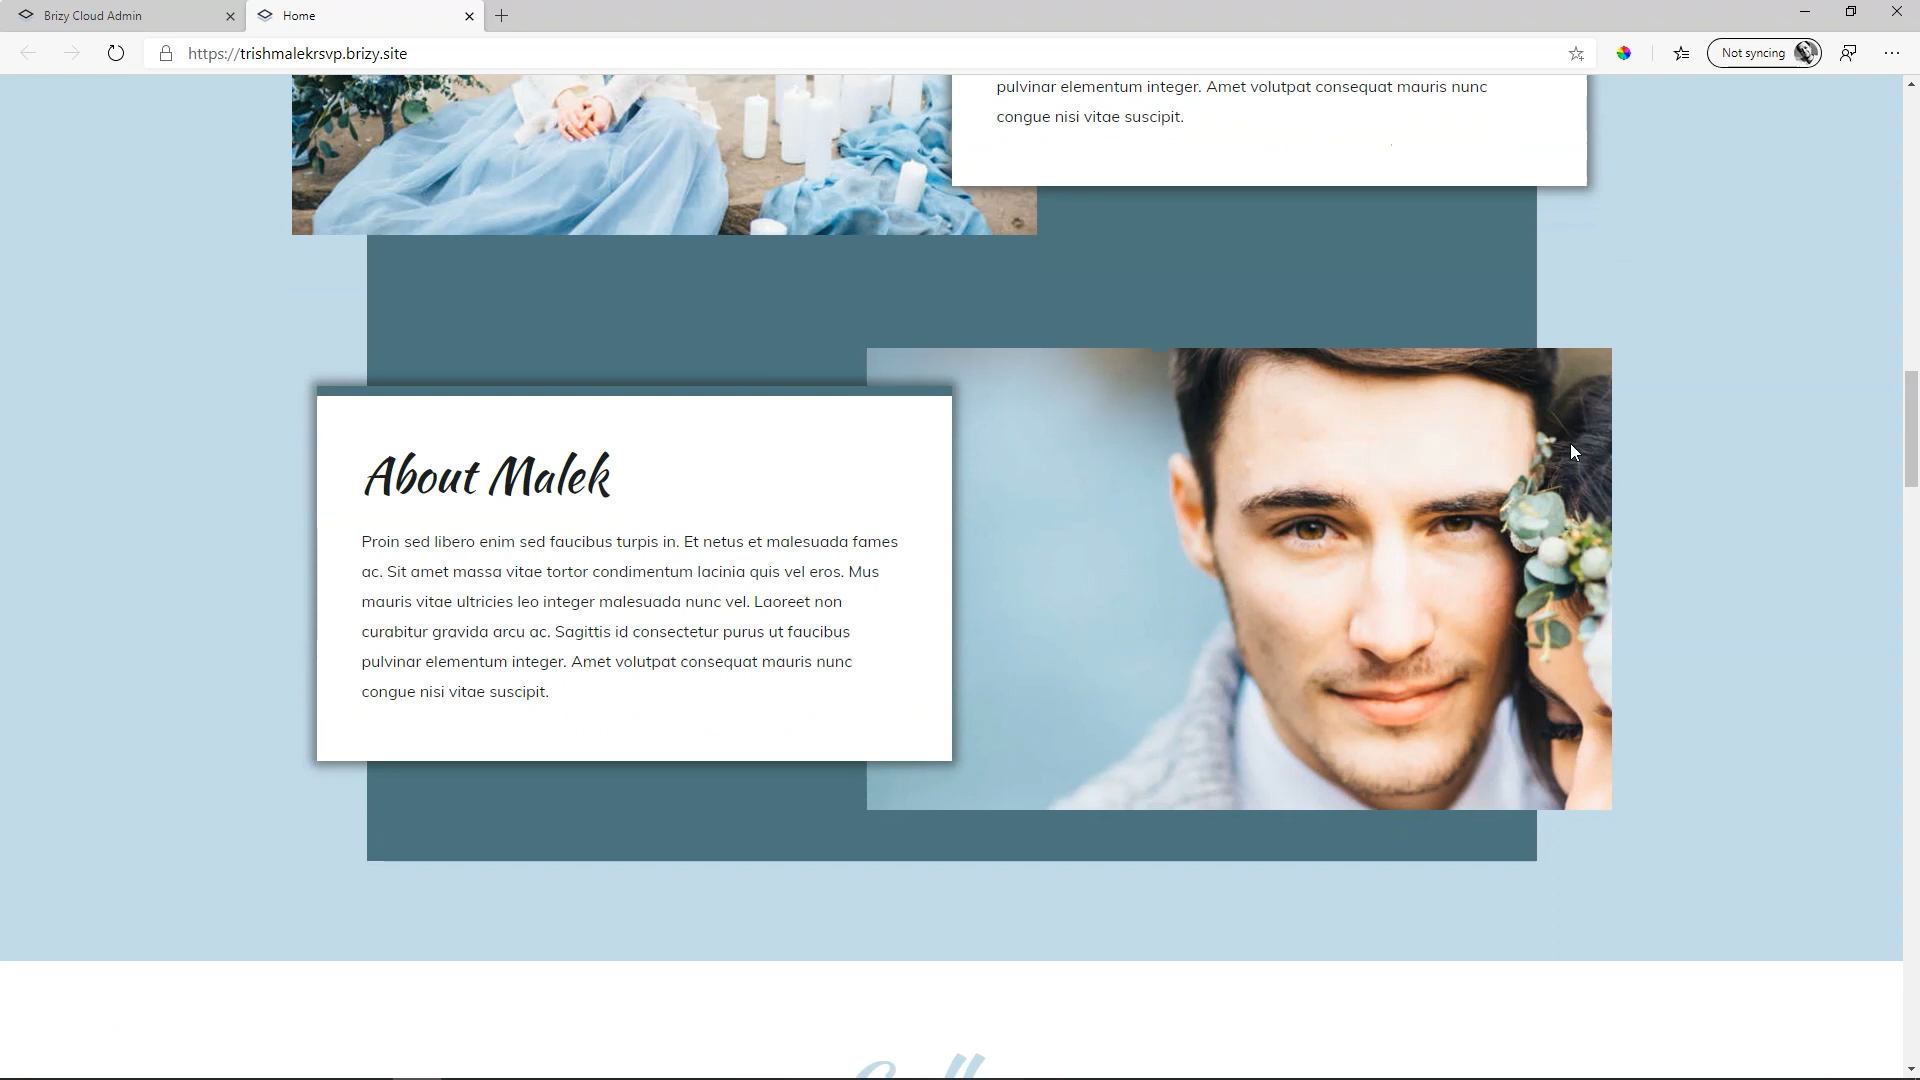 Brizy Cloud Admin
Home
https://trishmalekrsvp.brizy.site
Not syncing
pulvinar elementum integer. Amet volutpat consequat mauris nunc
congue nisi vitae suscipit.
About Malek
Proin sed libero enim sed faucibus turpis in. Et netus et malesuada fames
ac. Sit amet massa vitae tortor condimentum lacinia quis vel eros. Mus
mauris vitae ultricies leo integer malesuada nunc vel. Laoreet non
curabitur gravida arcu ac. Sagittis id consectetur purus ut faucibus
pulvinar elementum integer. Amet volutpat consequat mauris nunc
congue nisi vitae suscipit.